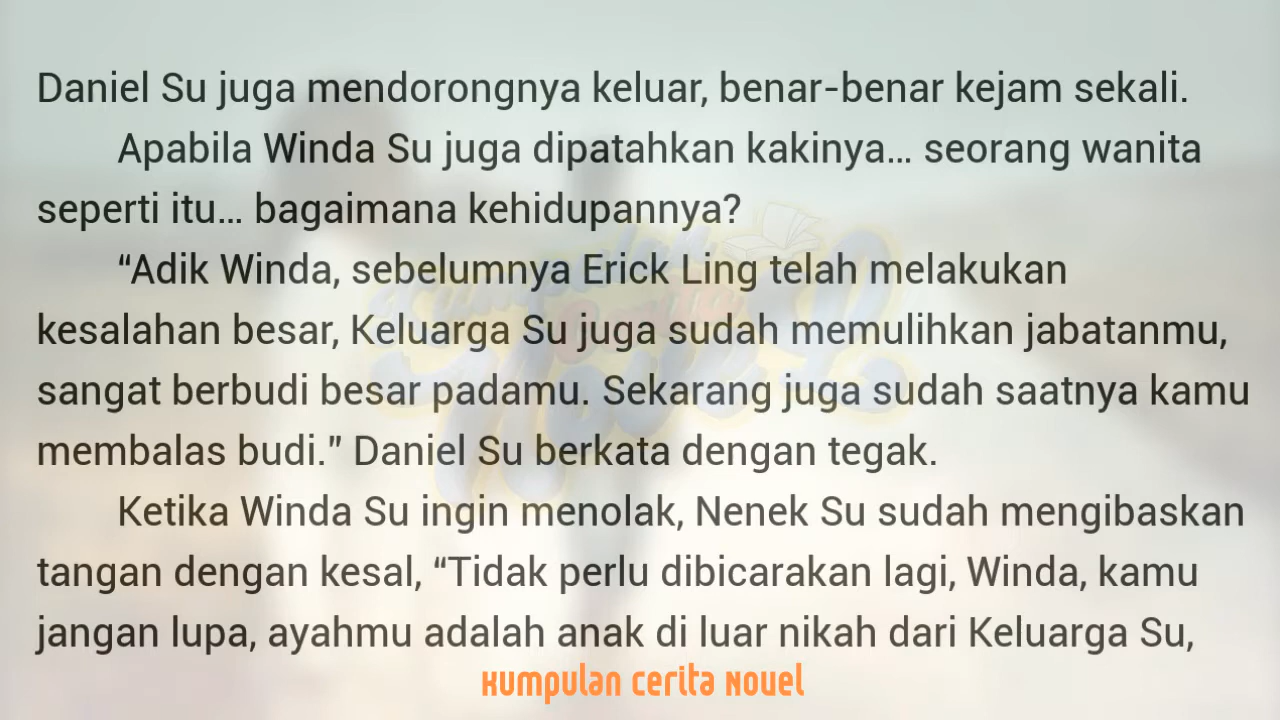 Daniel Su juga mendorongnya keluar, benar-benar kejam sekali.
Apabila Winda Su juga dipatahkan kakinya... seorang wanita
seperti itu... bagaimana kehidupannya?
“Adik Winda, sebelumnya Erick Ling telah melakukan
kesalahan besar, Keluarga Su juga sudah memulihkan jabatanmu,
sangat berbudi besar padamu. Sekarang juga sudah saatnya kamu
membalas budi.” Daniel Su berkata dengan tegak.
Ketika Winda Su ingin menolak, Nenek Su sudah mengibaskan
tangan dengan kesal, “Tidak perlu dibicarakan lagi, Winda, kamu
jangan lupa, ayahmu adalah anak di luar nikah dari Keluarga Su,
Kumpulan Cerita Novel